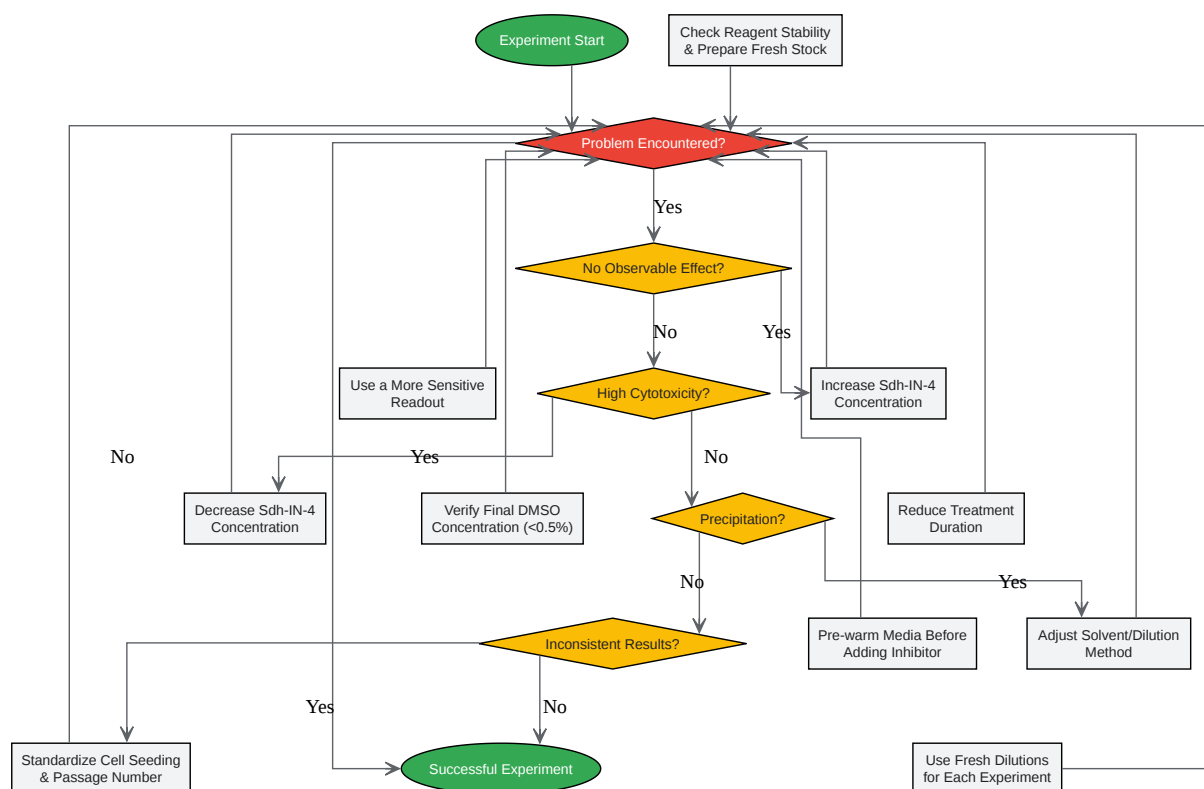 Experiment Start
Check Reagent Stability
& Prepare Fresh Stock
Problem Encountered?
Yes
No Observable Effect?
No
Yes
Use a More Sensitive
Readout
High Cytotoxicity?
Increase Sdh-IN-4
Concentration
No
Yes
No
Decrease Sdh-IN-4
Concentration
Verify Final DMSO
Concentration (<0.5%)
Precipitation?
Reduce Treatment
Duration
No
Yes
Inconsistent Results?
Pre-warm Media Before
Adding Inhibitor
Adjust Solvent/Dilution
Method
Yes
No
Standardize Cell Seeding
& Passage Number
Successful Experiment
Use Fresh Dilutions
for Each Experiment